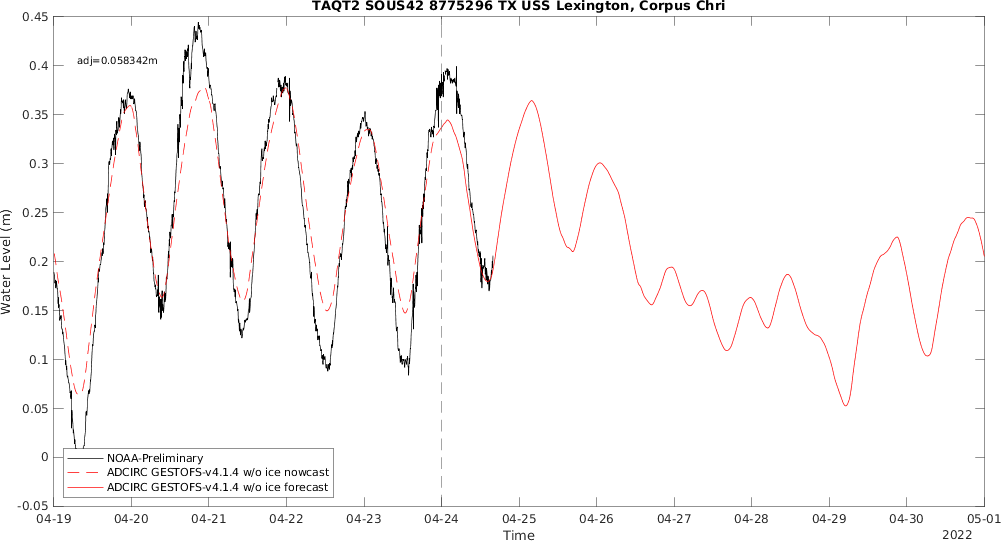 TAQT2 SOUS42 8775296 TX USS Lexington, Corpus Chri
adj=0.058342m
0.45
0.4
0.35
0.3
0.25
0.2
0.15
0.1
0.05
0
-0.05
Water Level (m)
NOAA-Preliminary
ADCIRC GESTOFS-v4.1.4 w/o ice nowcast
ADCIRC GESTOFS-v4.1.4 w/o ice forecast
04-19 04-20 04-21 04-22 04-23 04-24 04-25 04-26 04-27 04-28 04-29 04-30 05-01
Time
2022